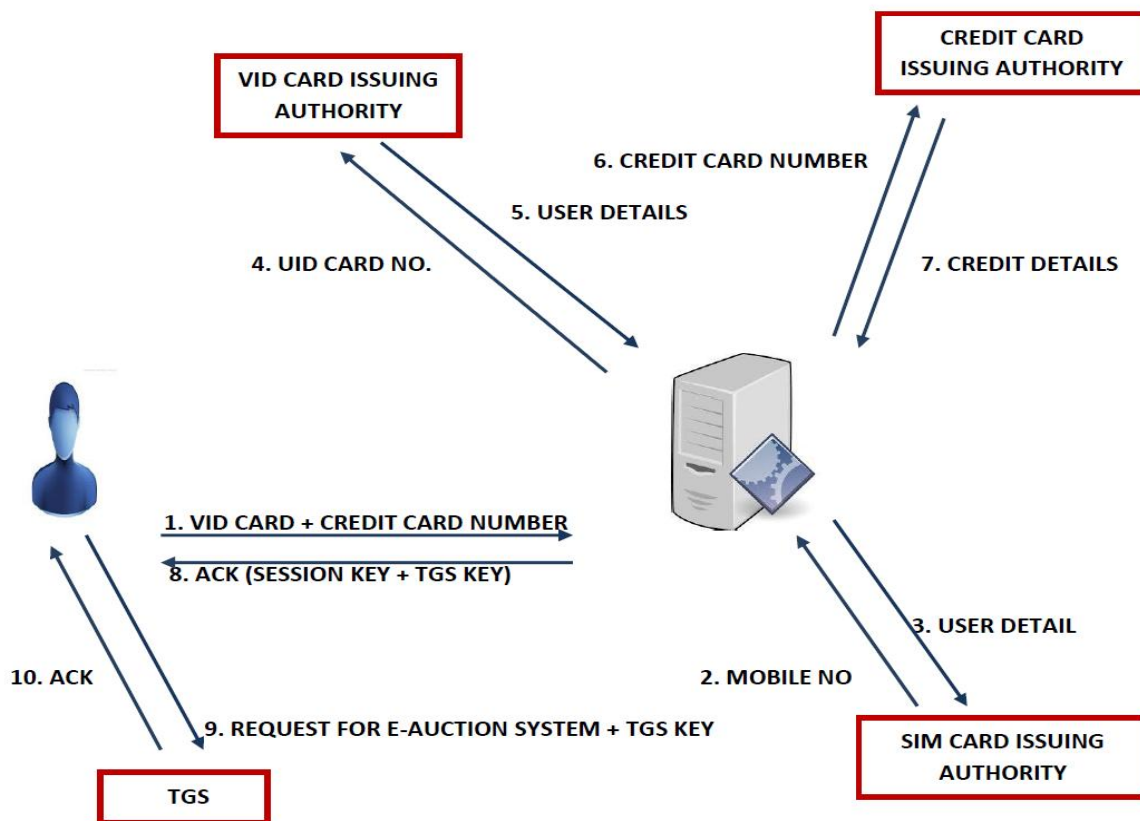 CREDIT CARD
ISSUING AUTHORITY
VID CARD ISSUING
AUTHORITY
6. CREDIT CARD NUMBER
5. USER DETAILS
4. UID CARD NO.
7. CREDIT DETAILS
1. VID CARD + CREDIT CARD NUMBER
8. ACK (SESSION KEY + TGS KEY)
3. USER DETAIL
10. ACK
2. MOBILE NO
9. REQUEST FOR E-AUCTION SYSTEM + TGS KEY
SIM CARD ISSUING
AUTHORITY
TGS